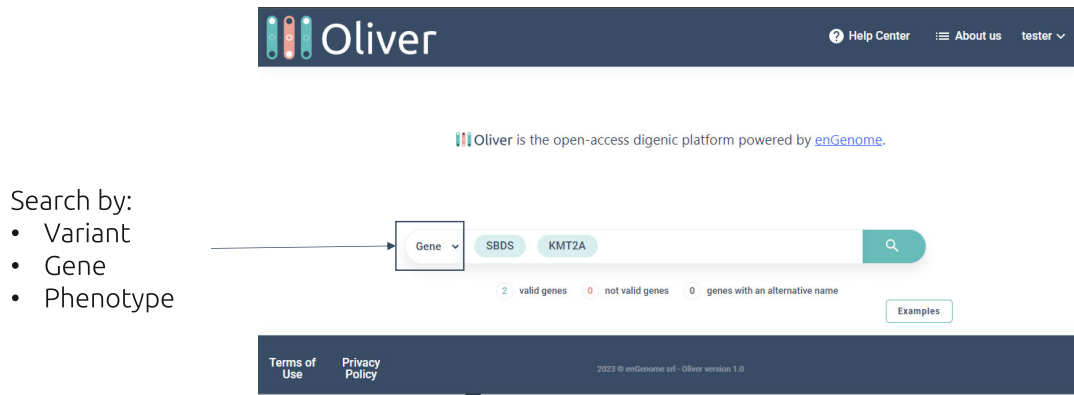 Oliver
Help Center About us tester
Oliver is the open-access digenic platform powered by enGenome.
Search by:
• Variant
• Gene
• Phenotype
Gene SBDS KMT2A
2 valid genes 0 not valid genes 0 genes with an alternative name
Examples
Terms of Use
Privacy Policy
2023 © enGenome srl - Oliver version 1.0